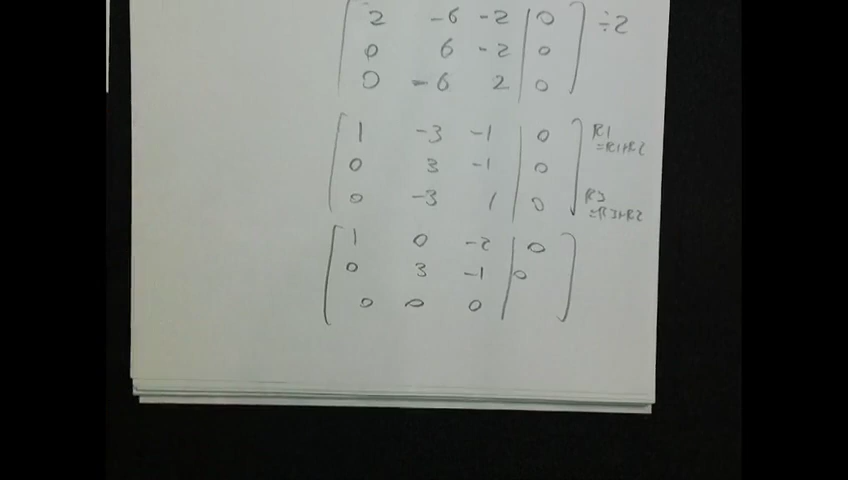 2 -6 -2 | 0 ÷2
0 6 -2 | 0
0 -6 2 | 0
1 -3 -1 | 0 R1
=R1+R2
0 3 -1 | 0
0 -3 1 | 0 R3
=R3+R2
1 0 -2 | 0
0 3 -1 | 0
0 0 0 |